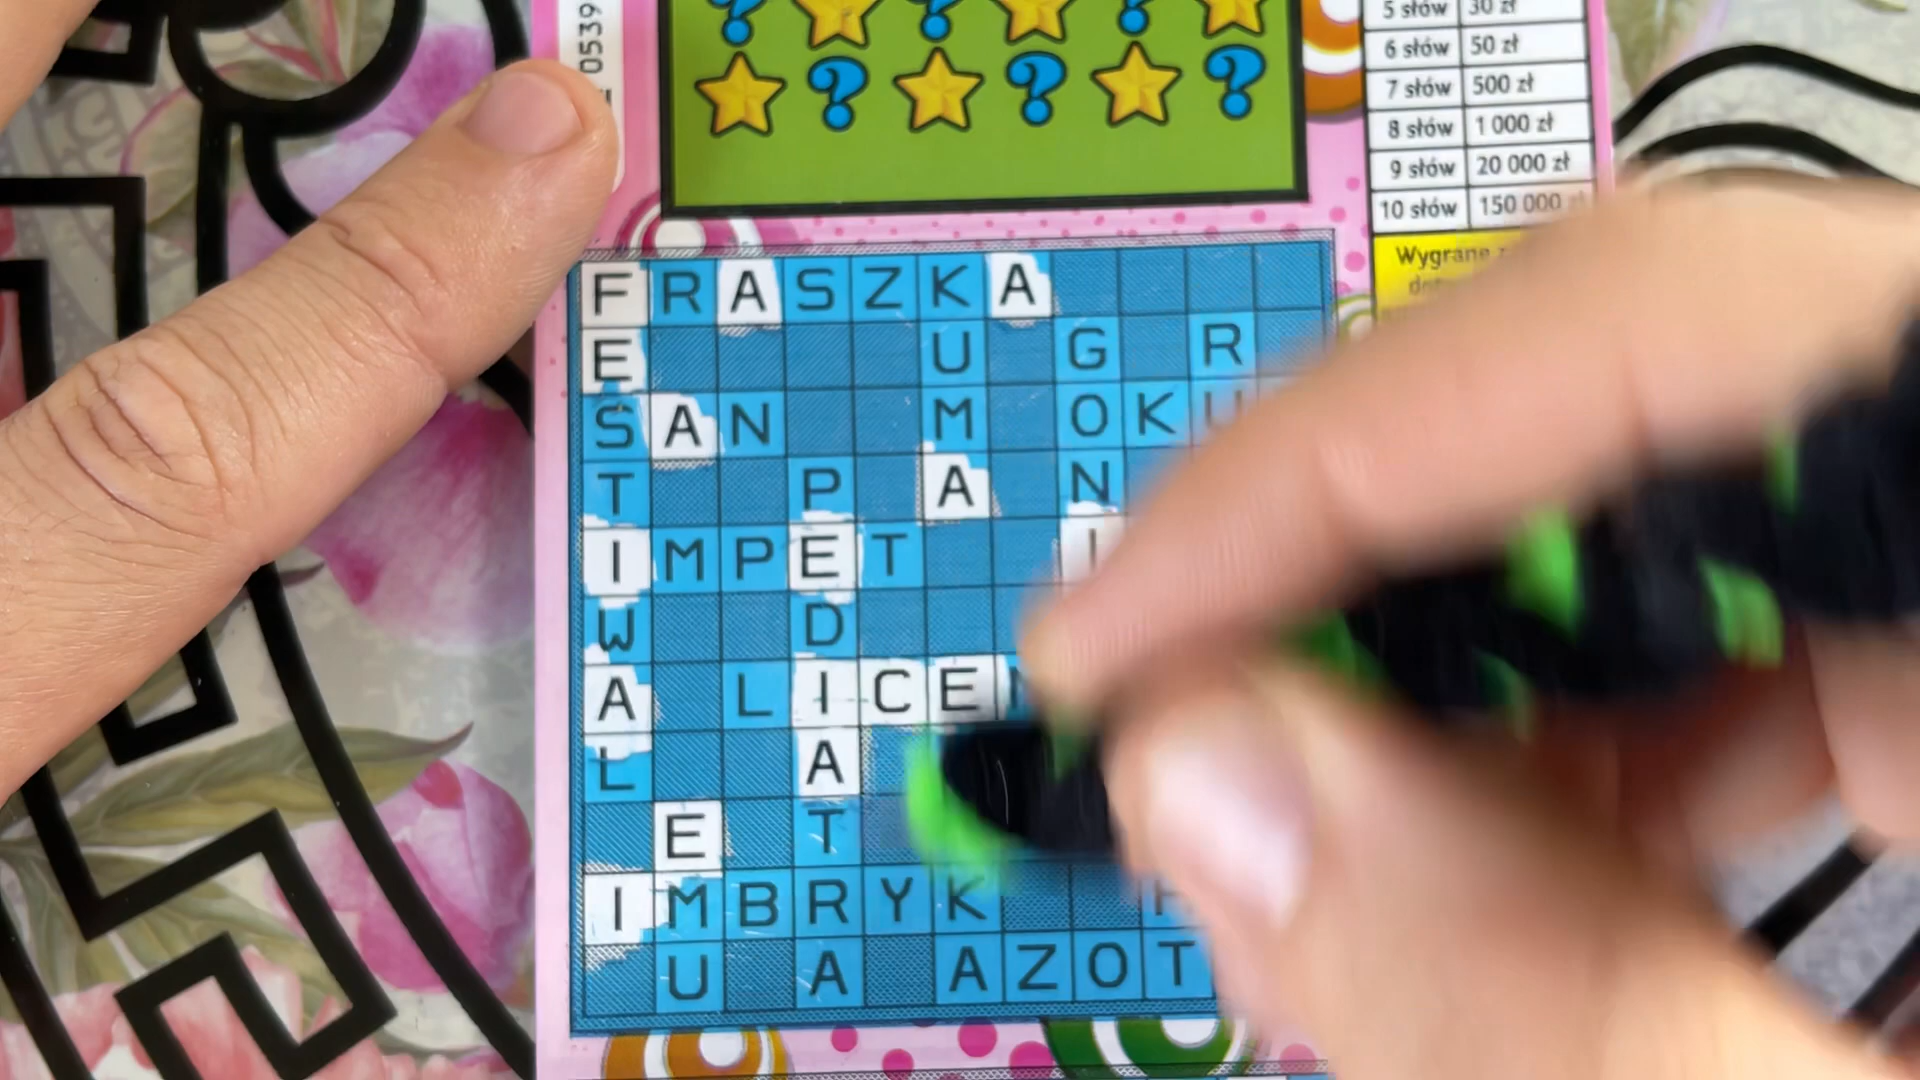 0539
5 słów 30 zł
6 słów 50 zł
7 słów 500 zł
8 słów 1 000 zł
9 słów 20 000 zł
10 słów 150 000
Wygrane
FRASZKA
E U G R
SAN M OK
T P A N
IMPET I
W D
A LICE
L A
E T
IMBRYK
U A AZOT